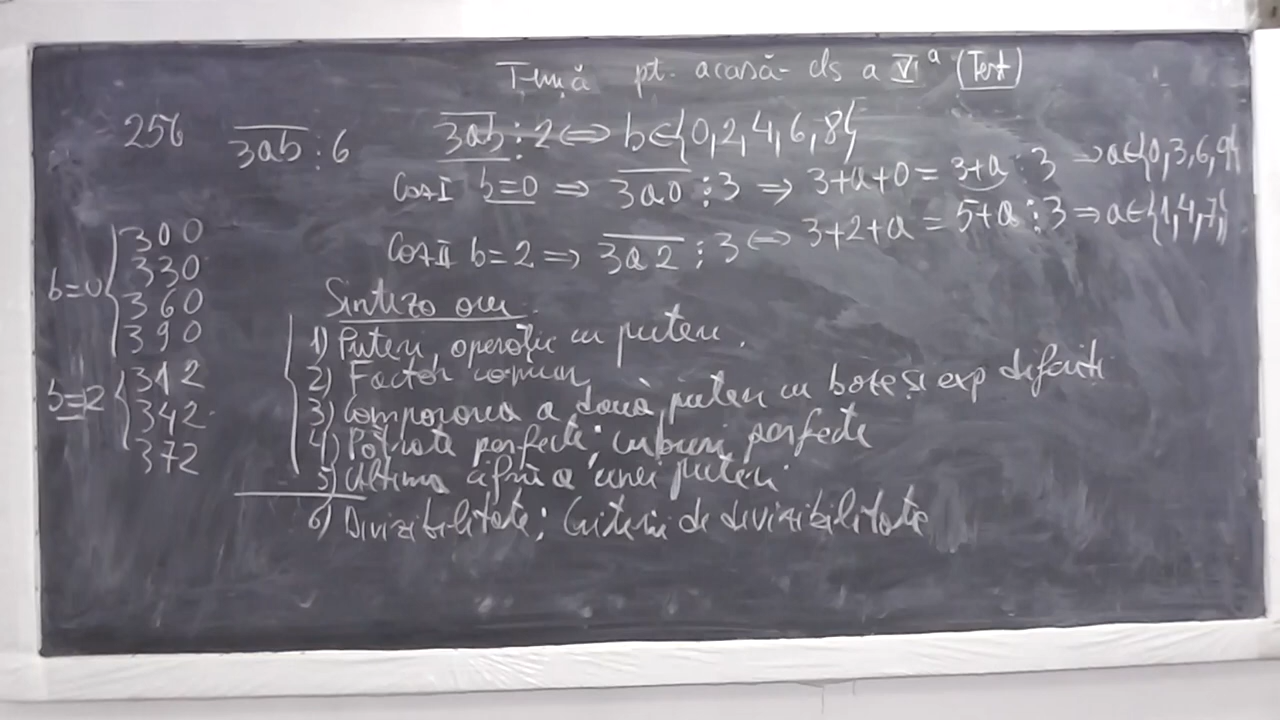 Temă pt. acasă - cls a VIª (Test)
256 3ab ⋮ 6 3ab ⋮ 2 ⇔ b∈{0,2,4,6,8}
Caz I b=0 ⇒ 3a0 ⋮ 3 ⇒ 3+a+0 = 3+a ⋮ 3 ⇒ a∈{0,3,6,9}
Caz II b=2 ⇒ 3a2 ⋮ 3 ⇔ 3+2+a = 5+a ⋮ 3 ⇒ a∈{1,4,7}
b=0 { 300
330
360
390
b=2 { 312
342
372
Sinteza
1) Puteri, operații cu puteri.
2) Factor comun
3) Compararea a două puteri cu baze și exp diferiți
4) Pătrate perfecte; cuburi perfecte
5) Ultima cifră a unei puteri.
6) Divizibilitate; Criterii de divizibilitate